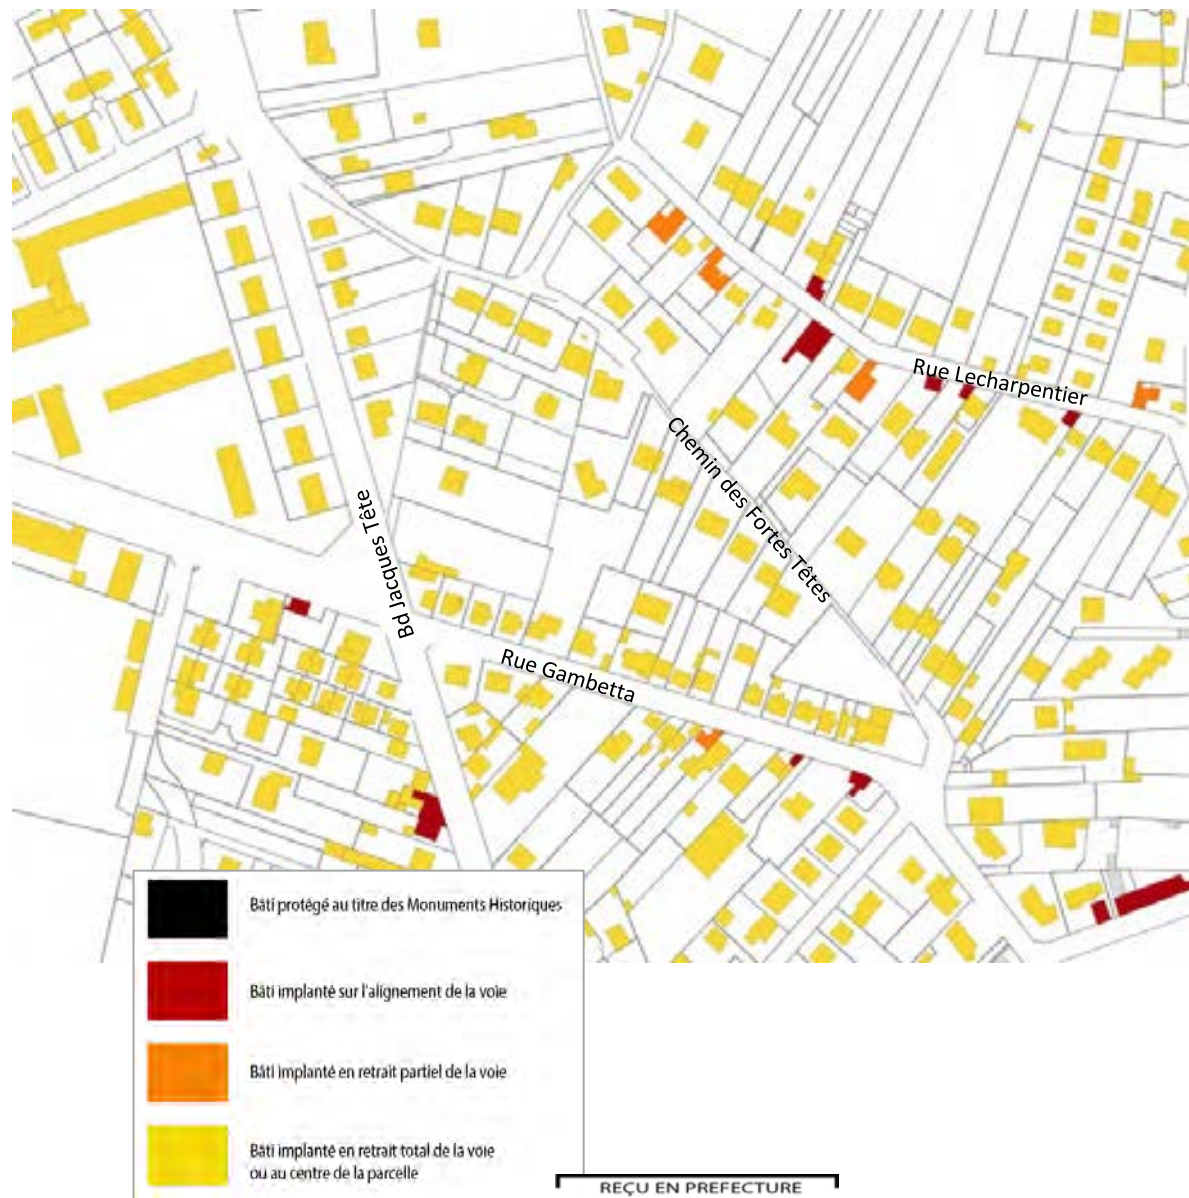 Rue Lecharpentier
Chemin des Fortes Têtes
Bd Jacques Tête
Rue Gambetta
Bâti protégé au titre des Monuments Historiques
Bâti implanté sur l'alignement de la voie
Bâti implanté en retrait partiel de la voie
Bâti implanté en retrait total de la voie
ou au centre de la parcelle
REÇU EN PREFECTURE